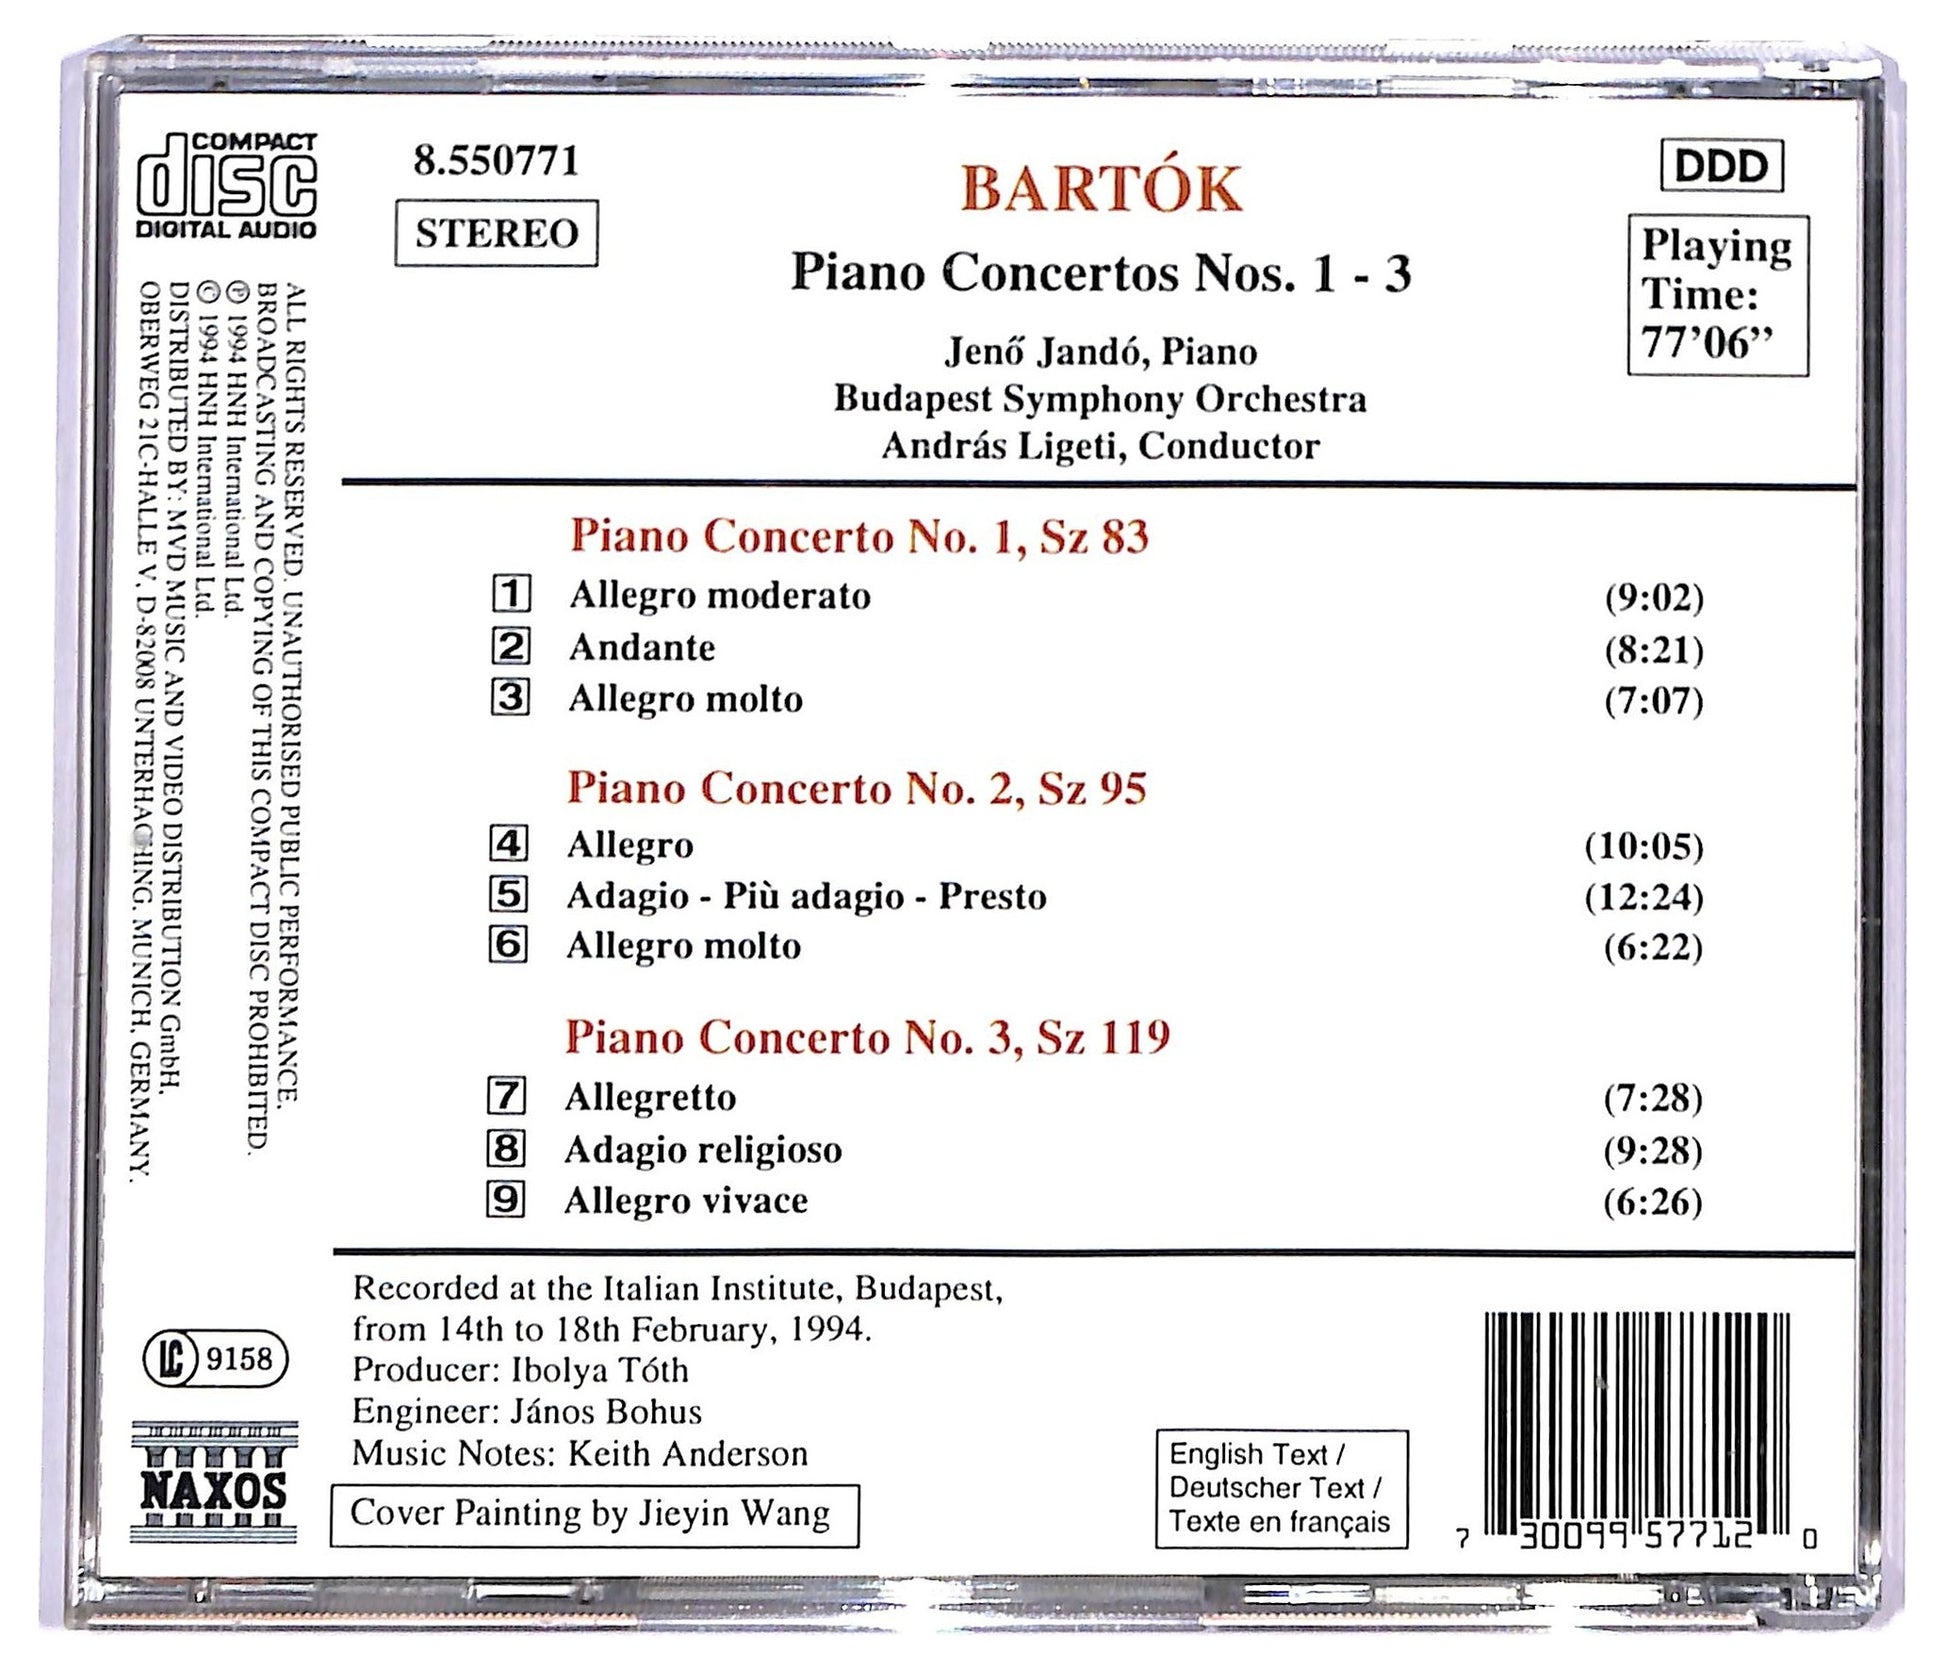 COMPACT
disc
DIGITAL AUDIO
8.550771
STEREO
BARTÓK
Piano Concertos Nos. 1 - 3
Jenő Jandó, Piano
Budapest Symphony Orchestra
András Ligeti, Conductor
DDD
Playing
Time:
77’06”
ALL RIGHTS RESERVED. UNAUTHORISED PUBLIC PERFORMANCE.
BROADCASTING AND COPYING OF THIS COMPACT DISC PROHIBITED.
℗ 1994 HNH International Ltd.
© 1994 HNH International Ltd.
DISTRIBUTED BY: MVD MUSIC AND VIDEO DISTRIBUTION GmbH.
OBERWEG 21C-HALLE V. D-82008 UNTERHACHING. MUNICH. GERMANY.
Piano Concerto No. 1, Sz 83
1 Allegro moderato (9:02)
2 Andante (8:21)
3 Allegro molto (7:07)
Piano Concerto No. 2, Sz 95
4 Allegro (10:05)
5 Adagio - Più adagio - Presto (12:24)
6 Allegro molto (6:22)
Piano Concerto No. 3, Sz 119
7 Allegretto (7:28)
8 Adagio religioso (9:28)
9 Allegro vivace (6:26)
LC 9158
NAXOS
Recorded at the Italian Institute, Budapest,
from 14th to 18th February, 1994.
Producer: Ibolya Tóth
Engineer: János Bohus
Music Notes: Keith Anderson
Cover Painting by Jieyin Wang
English Text /
Deutscher Text /
Texte en français
7 30099 57712 0